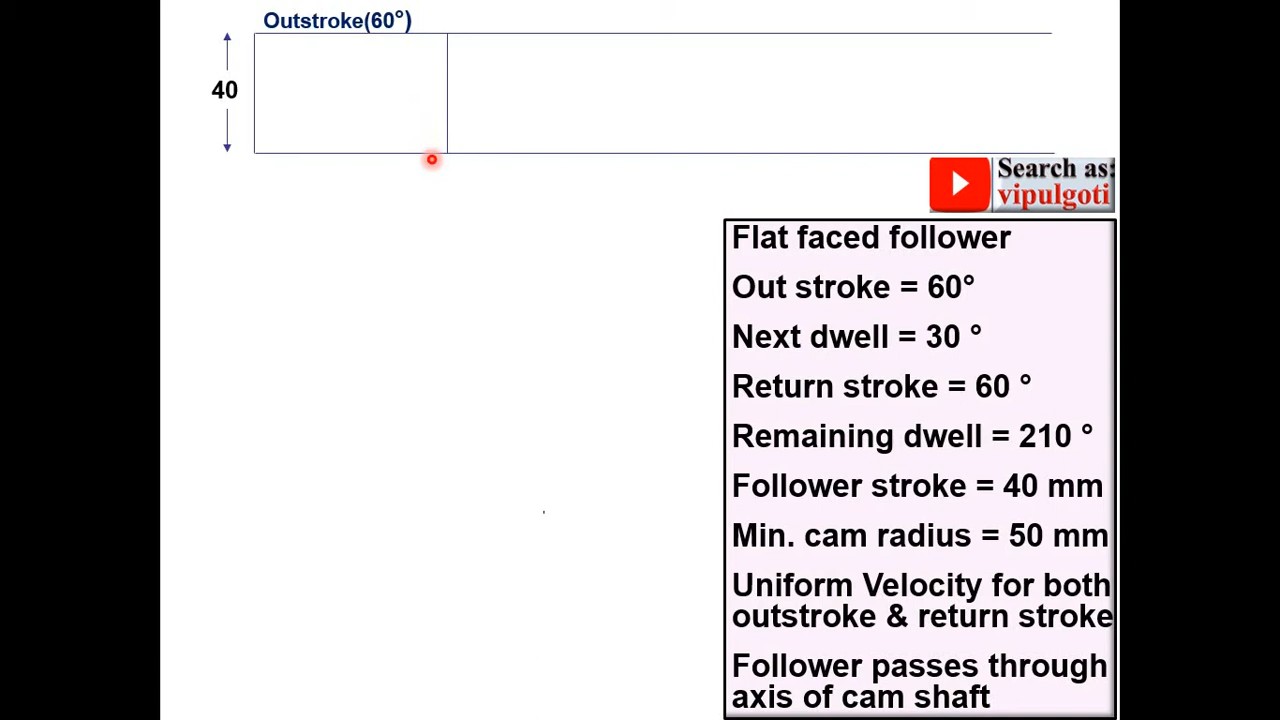 Outstroke(60°)
40
Search as:
vipulgoti
Flat faced follower
Out stroke = 60°
Next dwell = 30 °
Return stroke = 60 °
Remaining dwell = 210 °
Follower stroke = 40 mm
Min. cam radius = 50 mm
Uniform Velocity for both
outstroke & return stroke
Follower passes through
axis of cam shaft